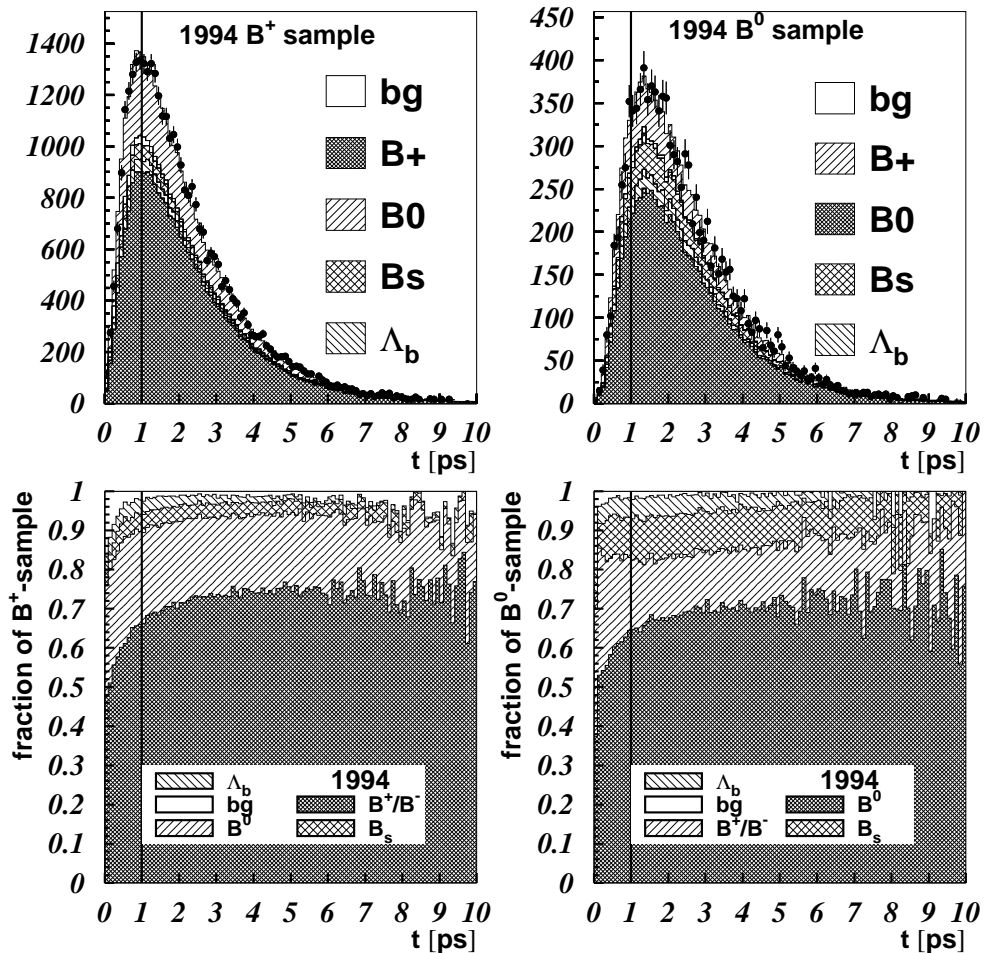 1994 B⁺ sample
bg
B+
B0
Bs
Λb
1400
1200
1000
800
600
400
200
0
0 1 2 3 4 5 6 7 8 9 10
t [ps]
1994 B⁰ sample
bg
B+
B0
Bs
Λb
450
400
350
300
250
200
150
100
50
0
0 1 2 3 4 5 6 7 8 9 10
t [ps]
fraction of B⁺-sample
1
0.9
0.8
0.7
0.6
0.5
0.4
0.3
0.2
0.1
0
Λb 1994
bg B⁺/B⁻
B⁰ Bs
0 1 2 3 4 5 6 7 8 9 10
t [ps]
fraction of B⁰-sample
1
0.9
0.8
0.7
0.6
0.5
0.4
0.3
0.2
0.1
0
Λb 1994
bg B⁰
B⁺/B⁻ Bs
0 1 2 3 4 5 6 7 8 9 10
t [ps]